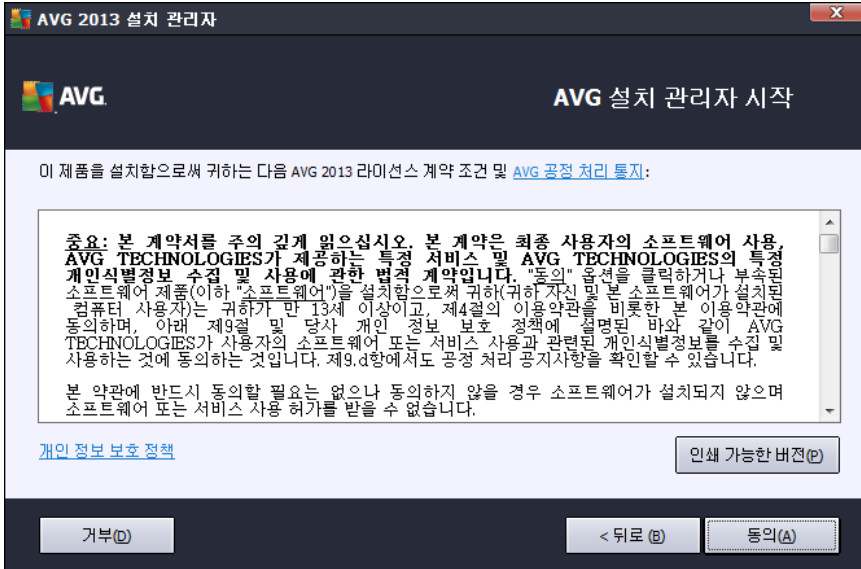 AVG 2013 설치 관리자
AVG.
AVG 설치 관리자 시작
이 제품을 설치함으로써 귀하는 다음 AVG 2013 라이선스 계약 조건 및 AVG 공정 처리 통지:
중요: 본 계약서를 주의 깊게 읽으십시오. 본 계약은 최종 사용자의 소프트웨어 사용,
AVG TECHNOLOGIES가 제공하는 특정 서비스 및 AVG TECHNOLOGIES의 특정
개인식별정보 수집 및 사용에 관한 법적 계약입니다. "동의" 옵션을 클릭하거나 부속된
소프트웨어 제품(이하 "소프트웨어")을 설치함으로써 귀하(귀하 자신 및 본 소프트웨어가 설치된
컴퓨터 사용자)는 귀하가 만 13세 이상이고, 제4절의 이용약관을 비롯한 본 이용약관에
동의하며, 아래 제9절 및 당사 개인 정보 보호 정책에 설명된 바와 같이 AVG
TECHNOLOGIES가 사용자의 소프트웨어 또는 서비스 사용과 관련된 개인식별정보를 수집 및
사용하는 것에 동의하는 것입니다. 제9.d항에서도 공정 처리 공지사항을 확인할 수 있습니다.
본 약관에 반드시 동의할 필요는 없으나 동의하지 않을 경우 소프트웨어가 설치되지 않으며
소프트웨어 또는 서비스 사용 허가를 받을 수 없습니다.
개인 정보 보호 정책
인쇄 가능한 버전(P)
거부(D)
< 뒤로 (B)
동의(A)